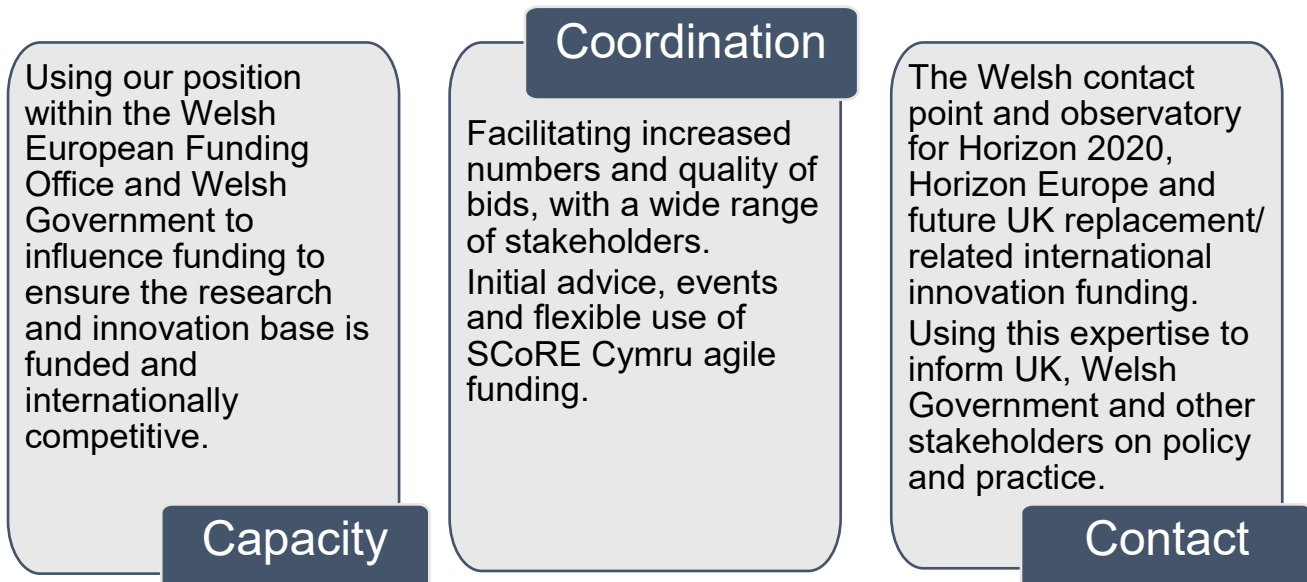 Using our position
within the Welsh
European Funding
Office and Welsh
Government to
influence funding to
ensure the research
and innovation base is
funded and
internationally
competitive.
Capacity
Coordination
Facilitating increased
numbers and quality of
bids, with a wide range
of stakeholders.
Initial advice, events
and flexible use of
SCoRE Cymru agile
funding.
The Welsh contact
point and observatory
for Horizon 2020,
Horizon Europe and
future UK replacement/
related international
innovation funding.
Using this expertise to
inform UK, Welsh
Government and other
stakeholders on policy
and practice.
Contact